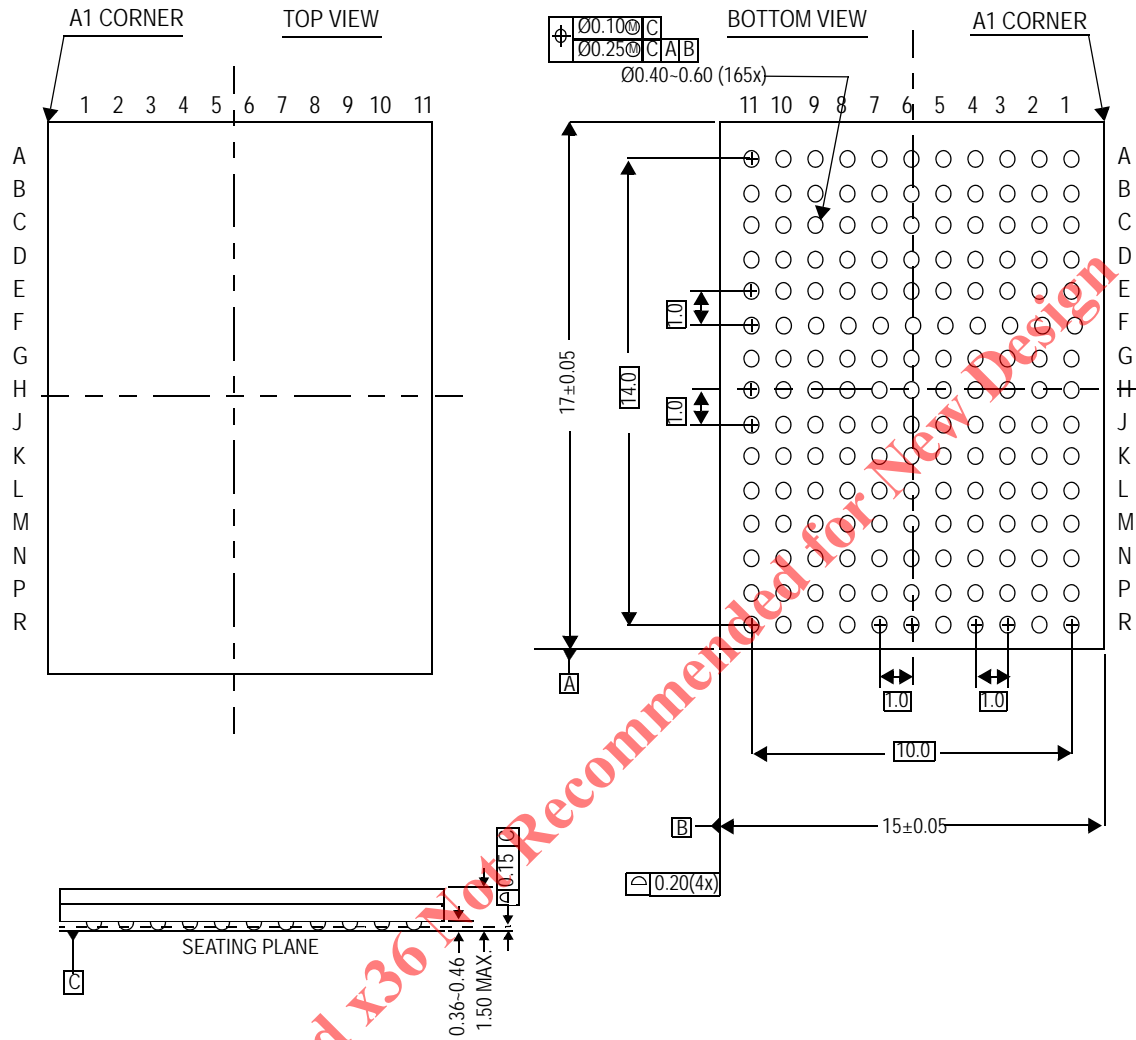 A1 CORNER
TOP VIEW
1 2 3 4 5 6 7 8 9 10 11
A
B
C
D
E
F
G
H
J
K
L
M
N
P
R
Ø0.10Ⓜ C
Ø0.25Ⓜ C A B
BOTTOM VIEW
A1 CORNER
Ø0.40~0.60 (165x)
11 10 9 8 7 6 5 4 3 2 1
A
B
C
D
E
F
G
H
J
K
L
M
N
P
R
1.0
17±0.05
14.0
1.0
A
1.0
1.0
10.0
B
15±0.05
0.20(4x)
0.15 C
SEATING PLANE
C
0.36~0.46
1.50 MAX.
d x36 Not Recommended for New Design